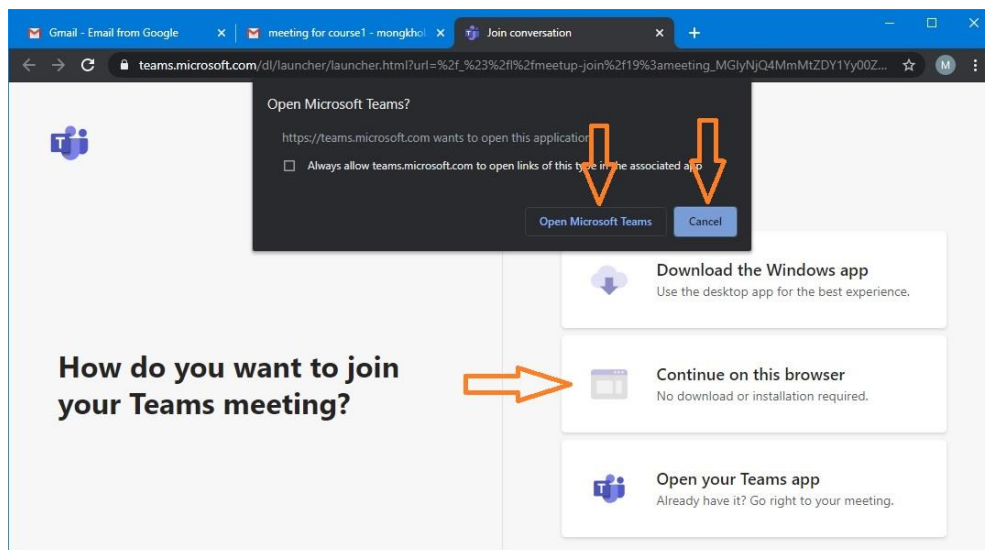 Gmail - Email from Google
meeting for course1 - mongkhol
Join conversation
teams.microsoft.com/dl/launcher/launcher.html?url=%2f_%23%2fl%2fmeetup-join%2f19%3ameeting_MGIyNjQ4MmMtZDY1Yy00Z...
M
Open Microsoft Teams?
https://teams.microsoft.com wants to open this application.
Always allow teams.microsoft.com to open links of this type in the associated app
Open Microsoft Teams
Cancel
Download the Windows app
Use the desktop app for the best experience.
How do you want to join
your Teams meeting?
Continue on this browser
No download or installation required.
Open your Teams app
Already have it? Go right to your meeting.